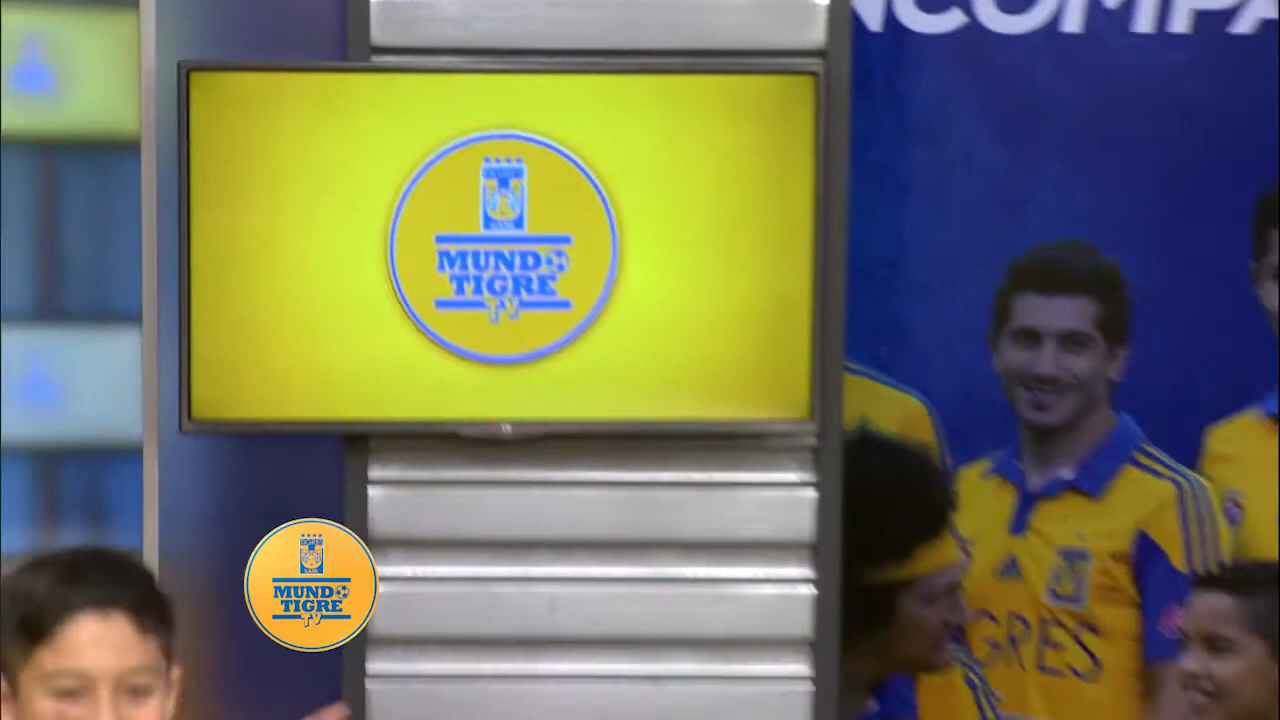 NCOMPA
MUNDO
TIGRE
TV
MUNDO
TIGRE
TV
GRES